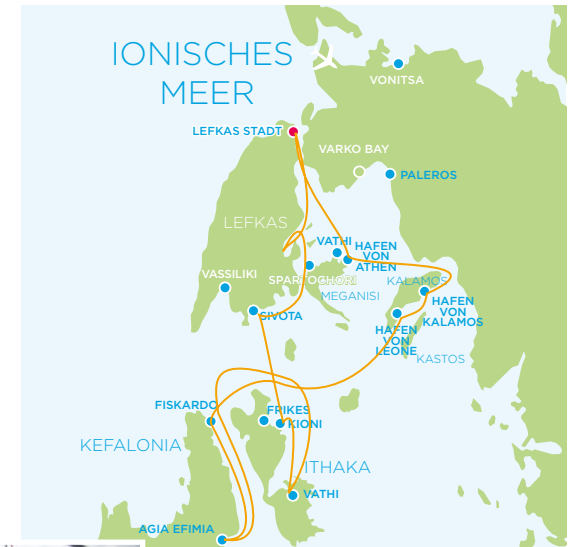 IONISCHES
MEER
VONITSA
LEFKAS STADT
VARKO BAY
PALEROS
LEFKAS
VATHI
HAFEN
VON
ATHEN
SPARTOCHORI
VASSILIKI
MEGANISI
KALAMOS
HAFEN
VON
KALAMOS
SIVOTA
HAFEN
VON
LEONE
KASTOS
FISKARDO
FRIKES
KIONI
KEFALONIA
ITHAKA
VATHI
AGIA EFIMIA